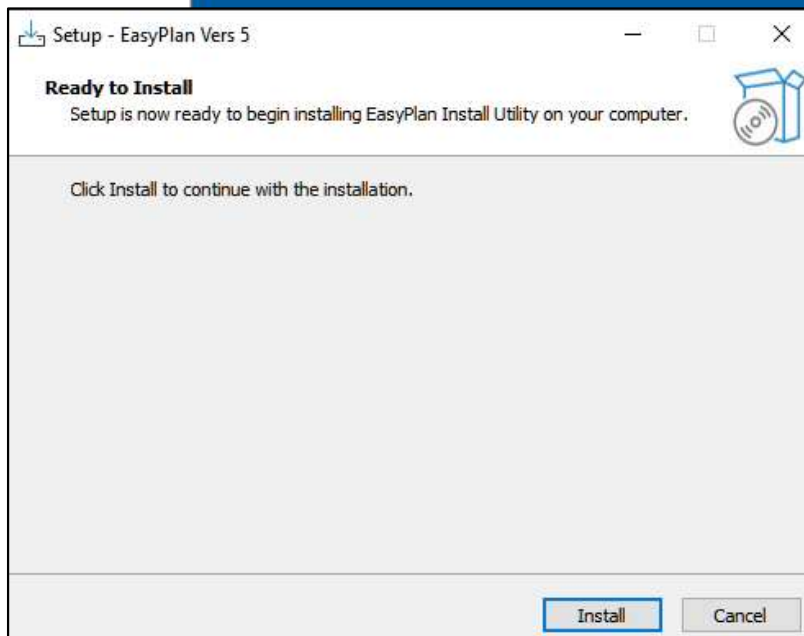 Setup - EasyPlan Vers 5
Ready to Install
Setup is now ready to begin installing EasyPlan Install Utility on your computer.
Click Install to continue with the installation.
Install
Cancel